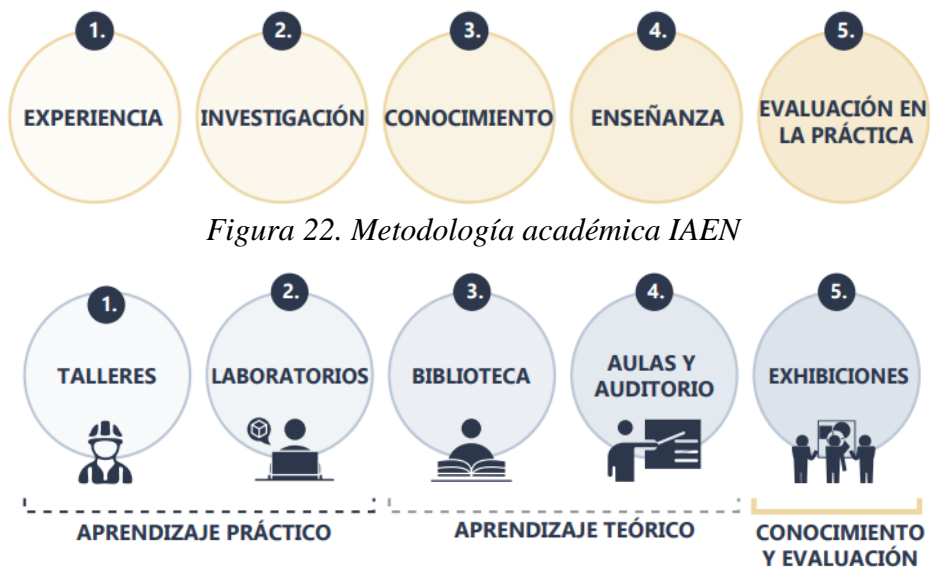 1.
2.
3.
4.
5.
EXPERIENCIA
INVESTIGACIÓN
CONOCIMIENTO
ENSEÑANZA
EVALUACIÓN EN
LA PRÁCTICA
Figura 22. Metodología académica IAEN
1.
2.
3.
4.
5.
TALLERES
LABORATORIOS
BIBLIOTECA
AULAS Y
AUDITORIO
EXHIBICIONES
APRENDIZAJE PRÁCTICO
APRENDIZAJE TEÓRICO
CONOCIMIENTO
Y EVALUACIÓN